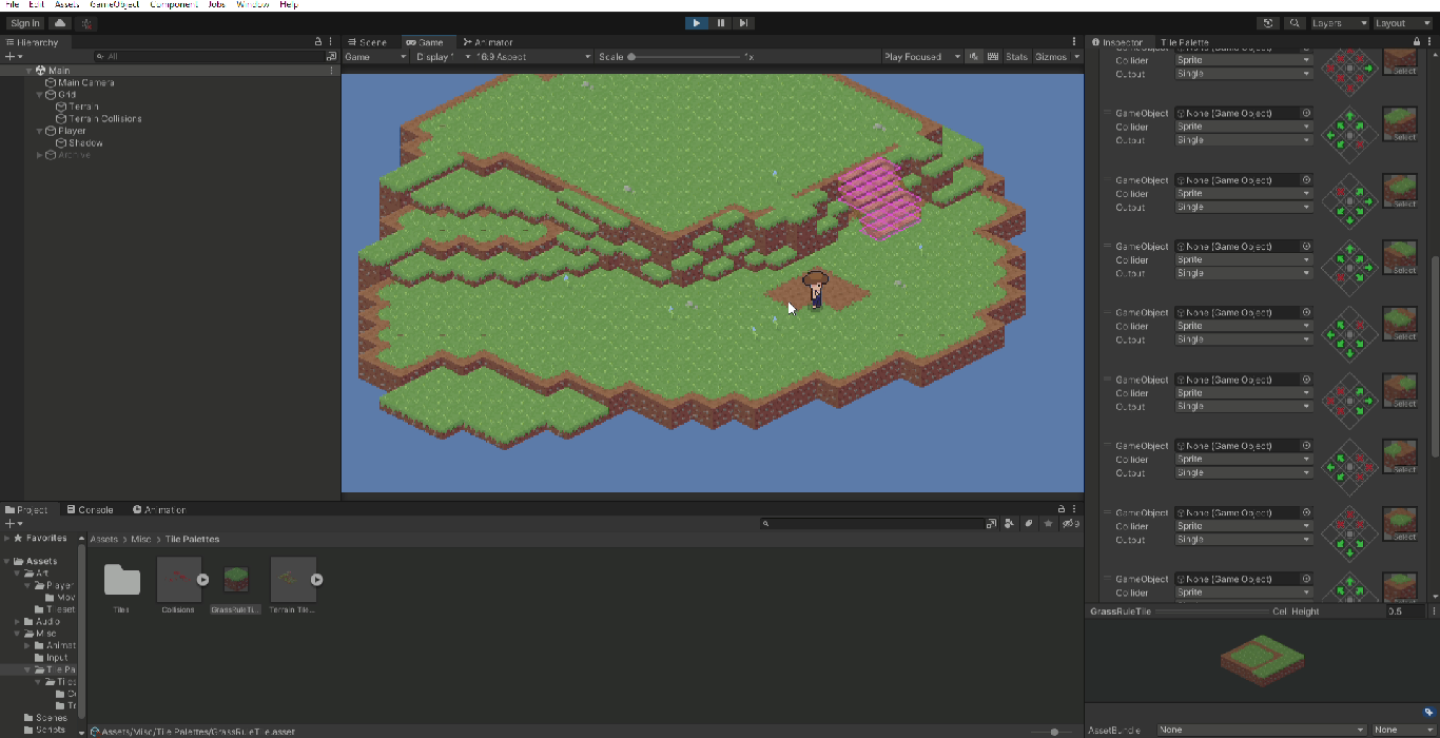 File Edit Assets GameObject Component Jobs Window Help
Sign in
Layers Layout
Hierarchy
All
Main
Main Camera
Grid
Terrain
Terrain Collisions
Player
Shadow
Archive
Scene Game Animator
Game Display 16:9 Aspect Scale 1x Play Focused Stats Gizmos
Inspector Tile Palette
Collider Sprite
Output Single
Select
GameObject None (Game Object)
Collider Sprite
Output Single
Select
GameObject None (Game Object)
Collider Sprite
Output Single
Select
GameObject None (Game Object)
Collider Sprite
Output Single
Select
GameObject None (Game Object)
Collider Sprite
Output Single
Select
GameObject None (Game Object)
Collider Sprite
Output Single
Select
GameObject None (Game Object)
Collider Sprite
Output Single
Select
GameObject None (Game Object)
Collider Sprite
Output Single
Select
GameObject None (Game Object)
Collider Sprite
Select
GrassRuleTile Cell Height 0.5
AssetBundle None None
Project Console Animation
Favorites
Assets
Art
Player
Mov
Tileset
Audio
Misc
Animat
Input
Tile Pa
Tiles
Scenes
Scripts
Assets > Misc > Tile Palettes
Tiles Collisions GrassRuleTi... Terrain Tile...
Assets/Misc/Tile Palettes/GrassRuleTile.asset